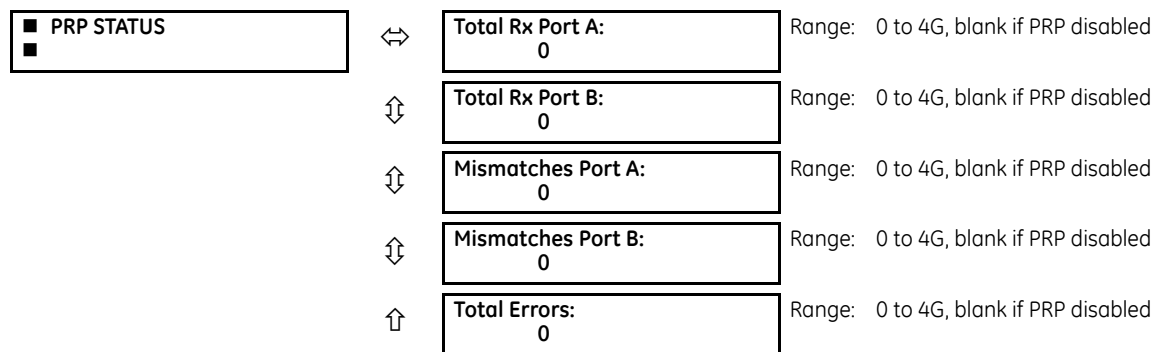 ■ PRP STATUS
■
⬄ Total Rx Port A: Range: 0 to 4G, blank if PRP disabled
0
⇳ Total Rx Port B: Range: 0 to 4G, blank if PRP disabled
0
⇳ Mismatches Port A: Range: 0 to 4G, blank if PRP disabled
0
⇳ Mismatches Port B: Range: 0 to 4G, blank if PRP disabled
0
⇧ Total Errors: Range: 0 to 4G, blank if PRP disabled
0